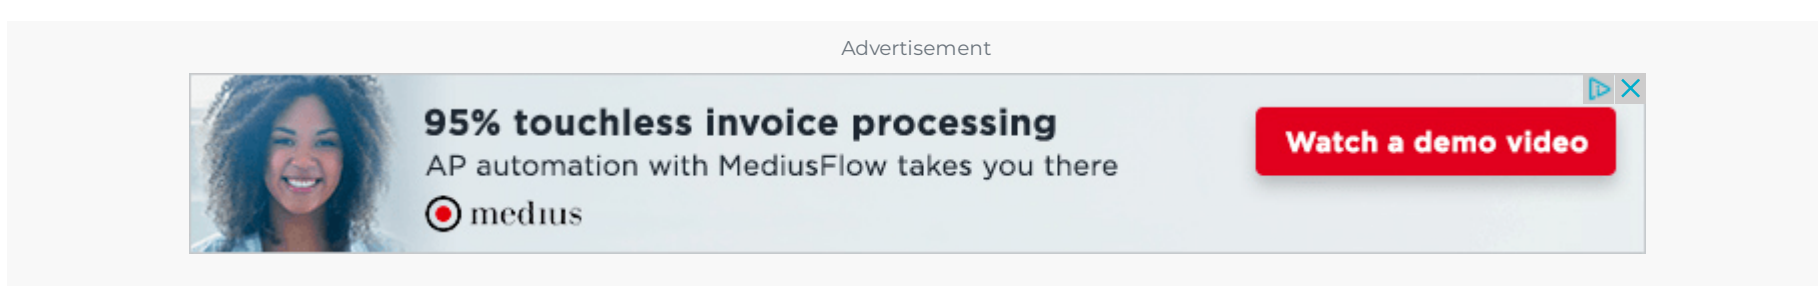 Advertisement
95% touchless invoice processing
AP automation with MediusFlow takes you there
medius
Watch a demo video